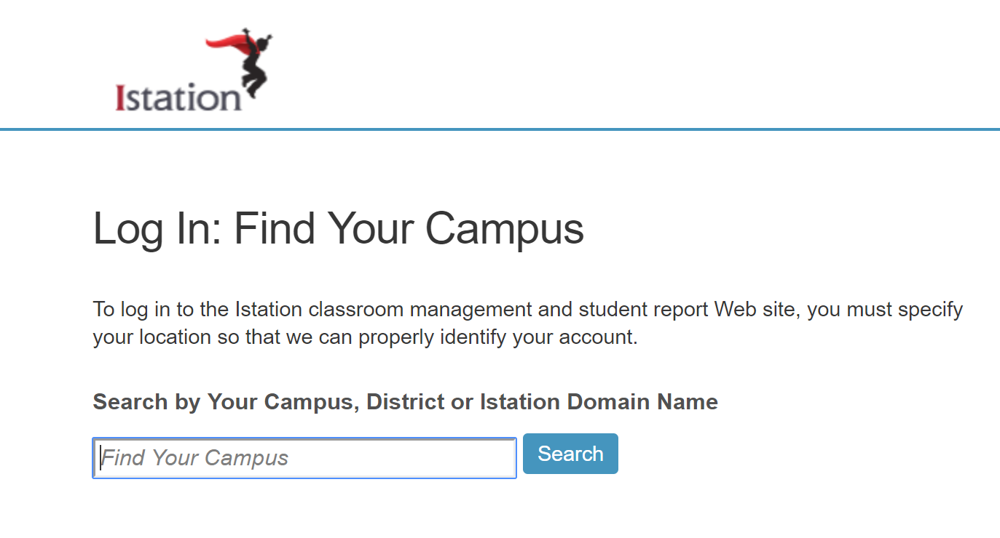 Istation
Log In: Find Your Campus
To log in to the Istation classroom management and student report Web site, you must specify
your location so that we can properly identify your account.
Search by Your Campus, District or Istation Domain Name
Find Your Campus Search